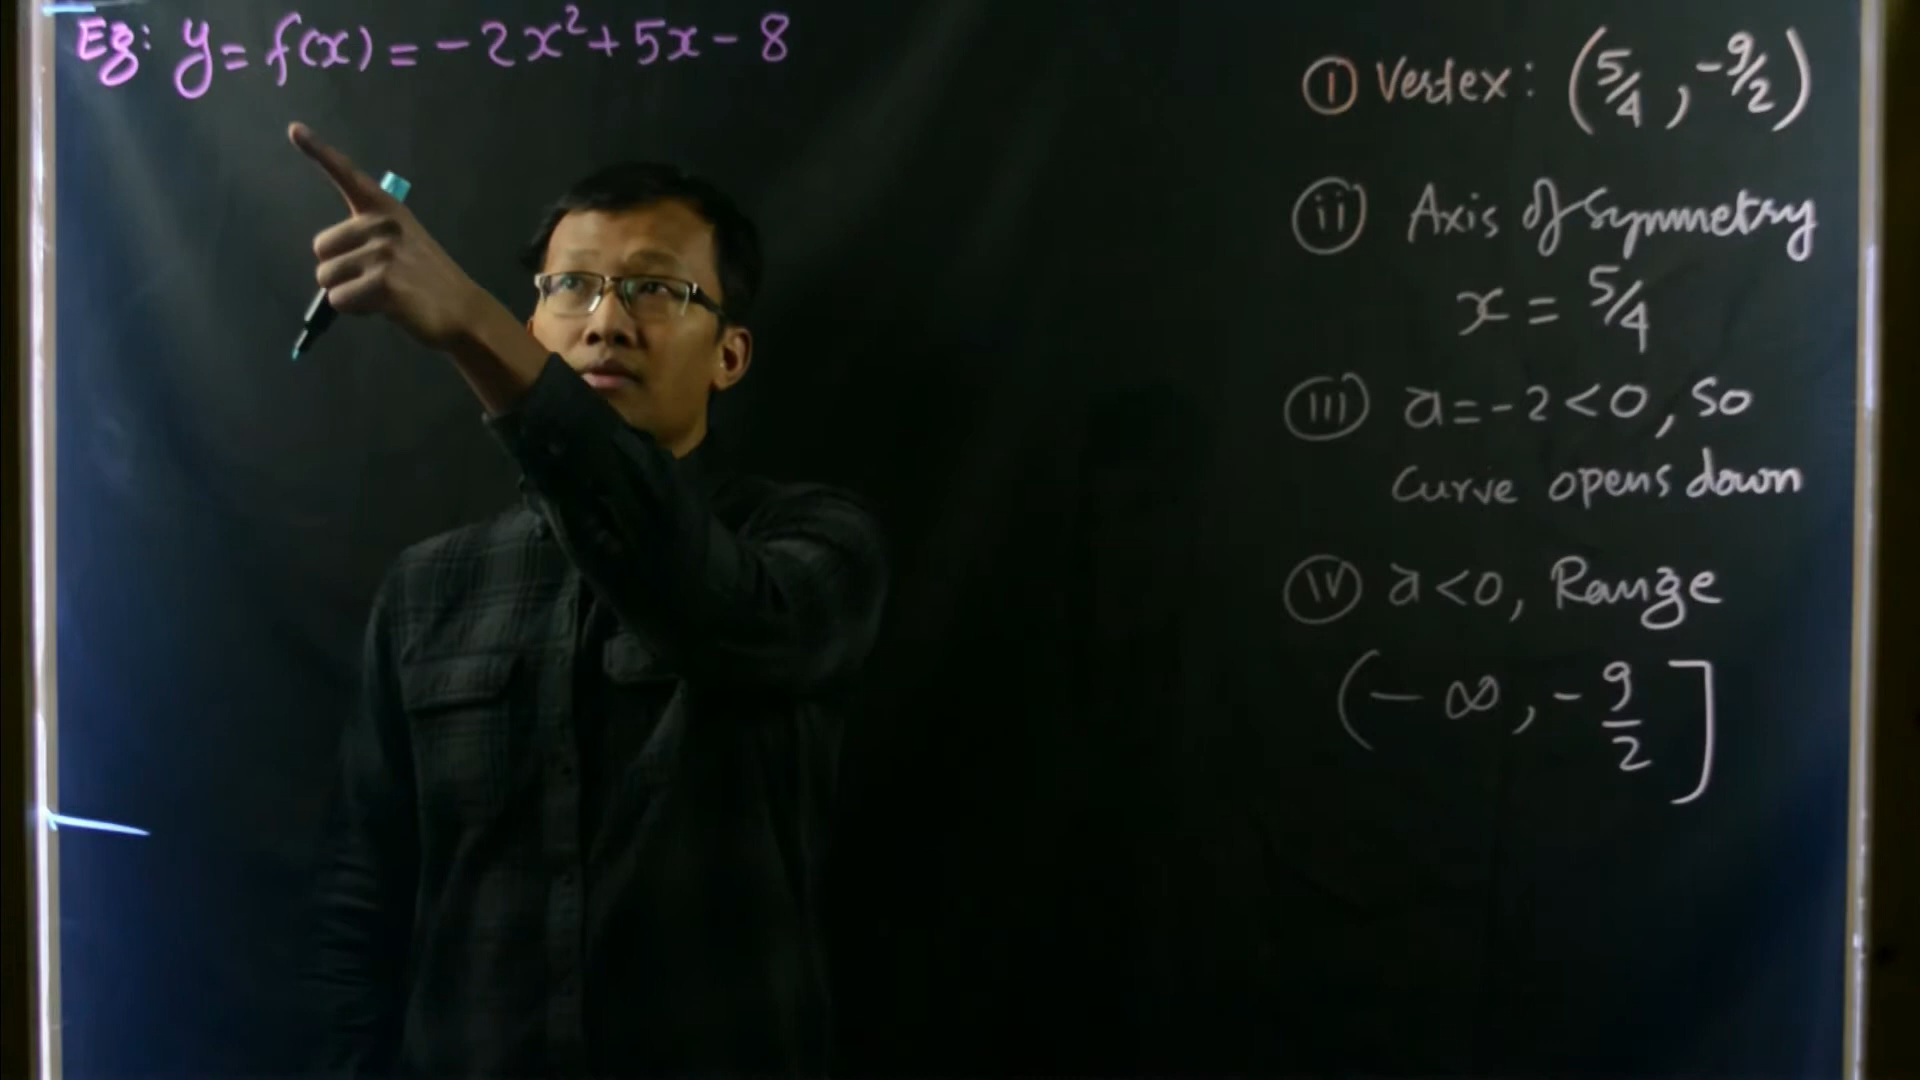 Eg: y = f(x) = -2x² + 5x - 8
(i) Vertex: (5/4, -9/2)
(ii) Axis of Symmetry
x = 5/4
(iii) a = -2 < 0, so
Curve opens down
(iv) a < 0, Range
(-∞, -9/2]